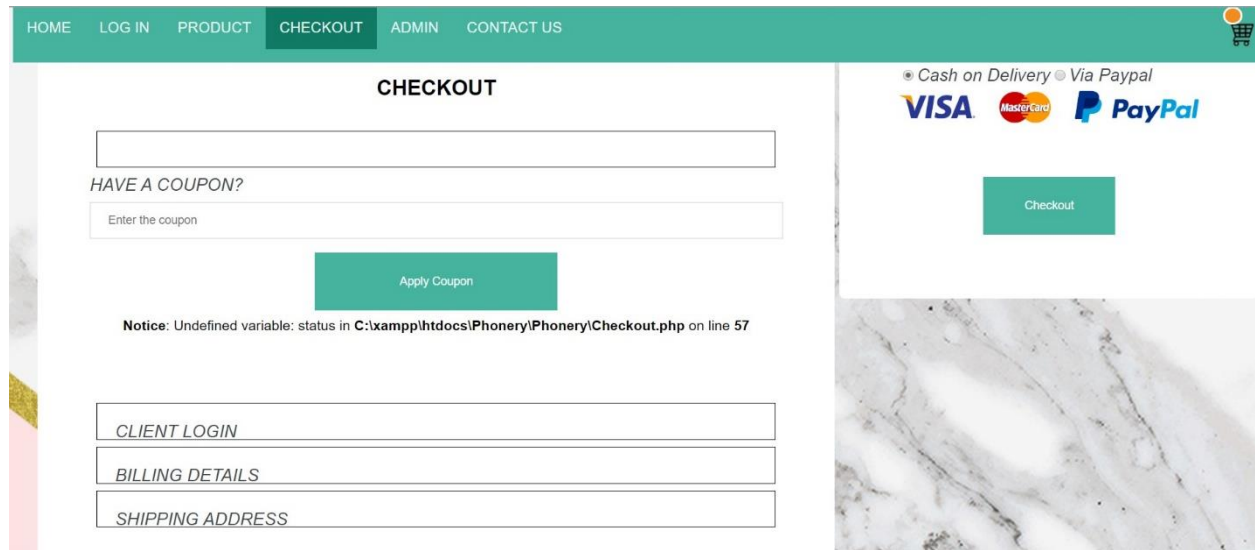 HOME LOG IN PRODUCT CHECKOUT ADMIN CONTACT US
CHECKOUT
HAVE A COUPON?
Enter the coupon
Apply Coupon
Notice: Undefined variable: status in C:\xampp\htdocs\Phonery\Phonery\Checkout.php on line 57
CLIENT LOGIN
BILLING DETAILS
SHIPPING ADDRESS
Cash on Delivery Via Paypal
VISA MasterCard PayPal
Checkout